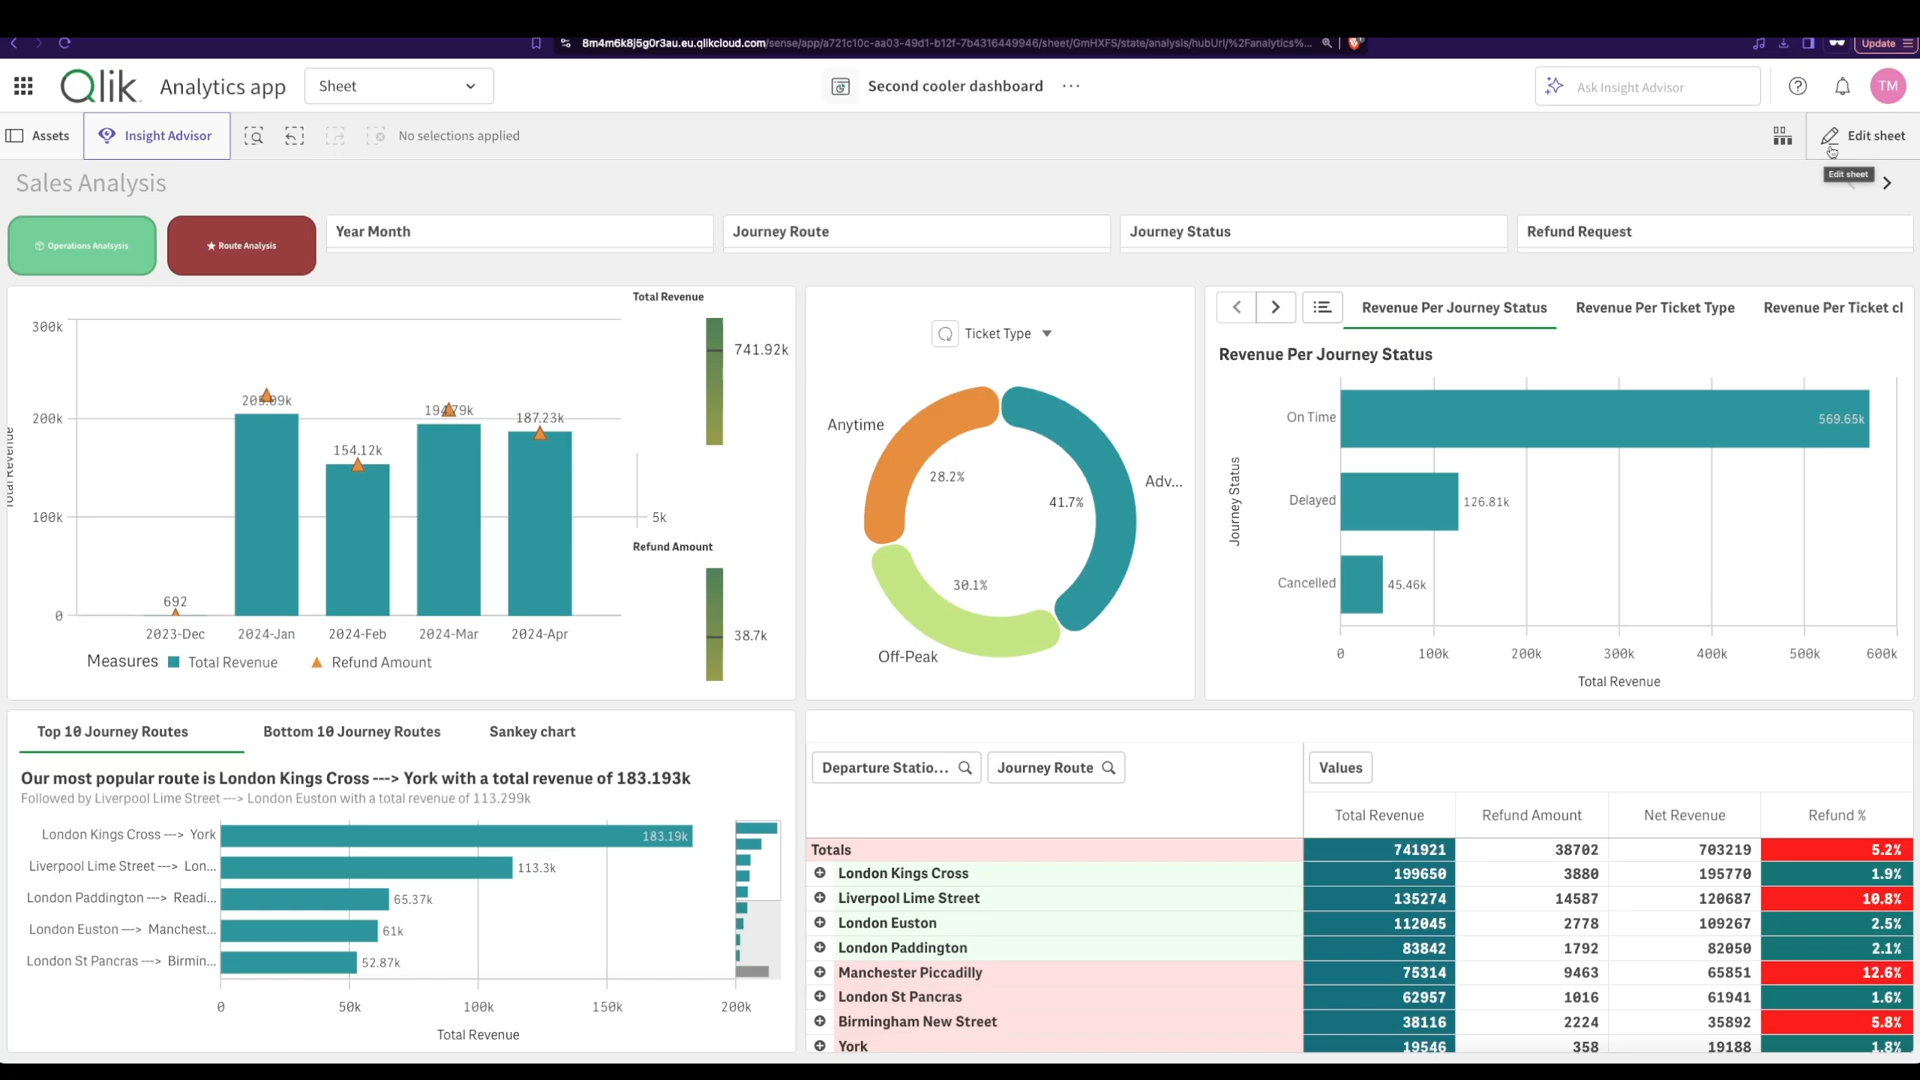 8m4m6k8j5g0r3au.eu.qlikcloud.com/sense/app/a721c10c-aa03-49d1-b12f-7b4316449946/sheet/GmHXFS/state/analysis/hubUrl/%2Fanalytics%...
Update
Qlik
Analytics app
Sheet
Second cooler dashboard
...
Ask Insight Advisor
TM
Assets
Insight Advisor
No selections applied
Edit sheet
Edit sheet
Sales Analysis
Operations Analsysis
Route Analysis
Year Month
Journey Route
Journey Status
Refund Request
Total Revenue
300k
200k
100k
0
Total Revenue
692
205.09k
154.12k
194.79k
187.23k
2023-Dec
2024-Jan
2024-Feb
2024-Mar
2024-Apr
5k
Measures
Total Revenue
Refund Amount
741.92k
Refund Amount
38.7k
Ticket Type
Anytime
28.2%
Adv...
41.7%
30.1%
Off-Peak
Revenue Per Journey Status
Revenue Per Ticket Type
Revenue Per Ticket cl
Revenue Per Journey Status
Journey Status
On Time
569.65k
Delayed
126.81k
Cancelled
45.46k
0
100k
200k
300k
400k
500k
600k
Total Revenue
Top 10 Journey Routes
Bottom 10 Journey Routes
Sankey chart
Our most popular route is London Kings Cross ---> York with a total revenue of 183.193k
Followed by Liverpool Lime Street ---> London Euston with a total revenue of 113.299k
London Kings Cross ---> York
183.19k
Liverpool Lime Street ---> Lon...
113.3k
London Paddington ---> Readi...
65.37k
London Euston ---> Manchest...
61k
London St Pancras ---> Birmin...
52.87k
0
50k
100k
150k
200k
Total Revenue
Departure Statio...
Journey Route
Values
Total Revenue Refund Amount Net Revenue Refund %
Totals 741921 38702 703219 5.2%
London Kings Cross 199650 3880 195770 1.9%
Liverpool Lime Street 135274 14587 120687 10.8%
London Euston 112045 2778 109267 2.5%
London Paddington 83842 1792 82050 2.1%
Manchester Piccadilly 75314 9463 65851 12.6%
London St Pancras 62957 1016 61941 1.6%
Birmingham New Street 38116 2224 35892 5.8%
York 19546 358 19188 1.8%